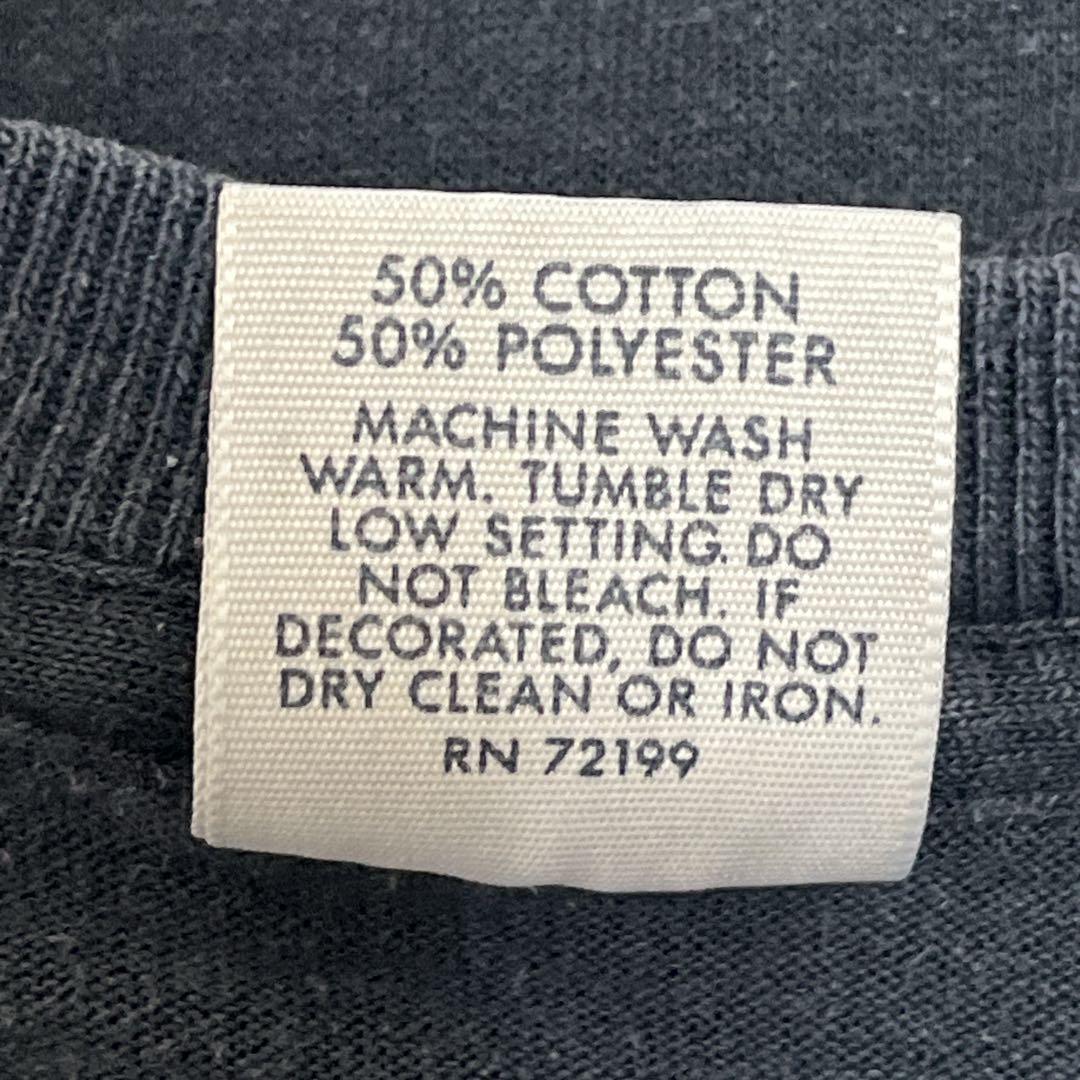 50% COTTON
50% POLYESTER
MACHINE WASH
WARM. TUMBLE DRY
LOW SETTING. DO
NOT BLEACH. IF
DECORATED, DO NOT
DRY CLEAN OR IRON.
RN 72199